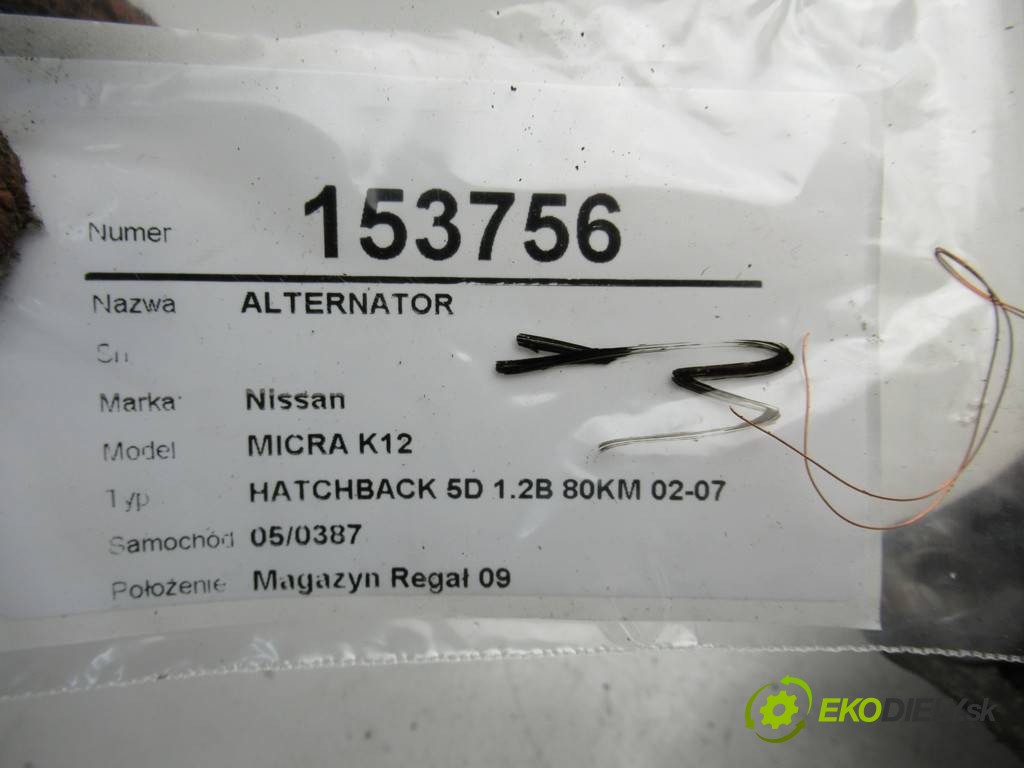 Numer 153756
Nazwa ALTERNATOR
Sn
Marka Nissan
Model MICRA K12
Typ HATCHBACK 5D 1.2B 80KM 02-07
Samochód 05/0387
Położenie Magazyn Regał 09
EKODIELY.sk